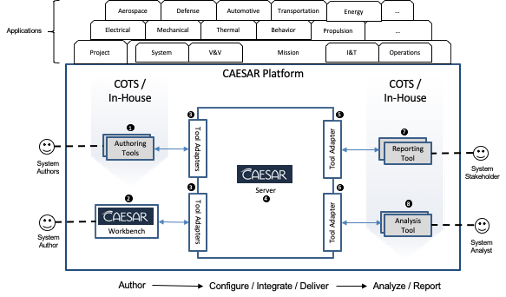 Aerospace Defense Automotive Transportation Energy ...
Applications
Electrical Mechanical Thermal Behavior Propulsion ...
Project System V&V Mission I&T Operations
CAESAR Platform
COTS / In-House
COTS / In-House
1
Authoring Tools
System Authors
3
Tool Adapters
5
Tool Adapter
7
Reporting Tool
System Stakeholder
CAESAR
Server
4
2
CAESAR
Workbench
System Author
3
Tool Adapters
6
Tool Adapter
8
Analysis Tool
System Analyst
Author Configure / Integrate / Deliver Analyze / Report